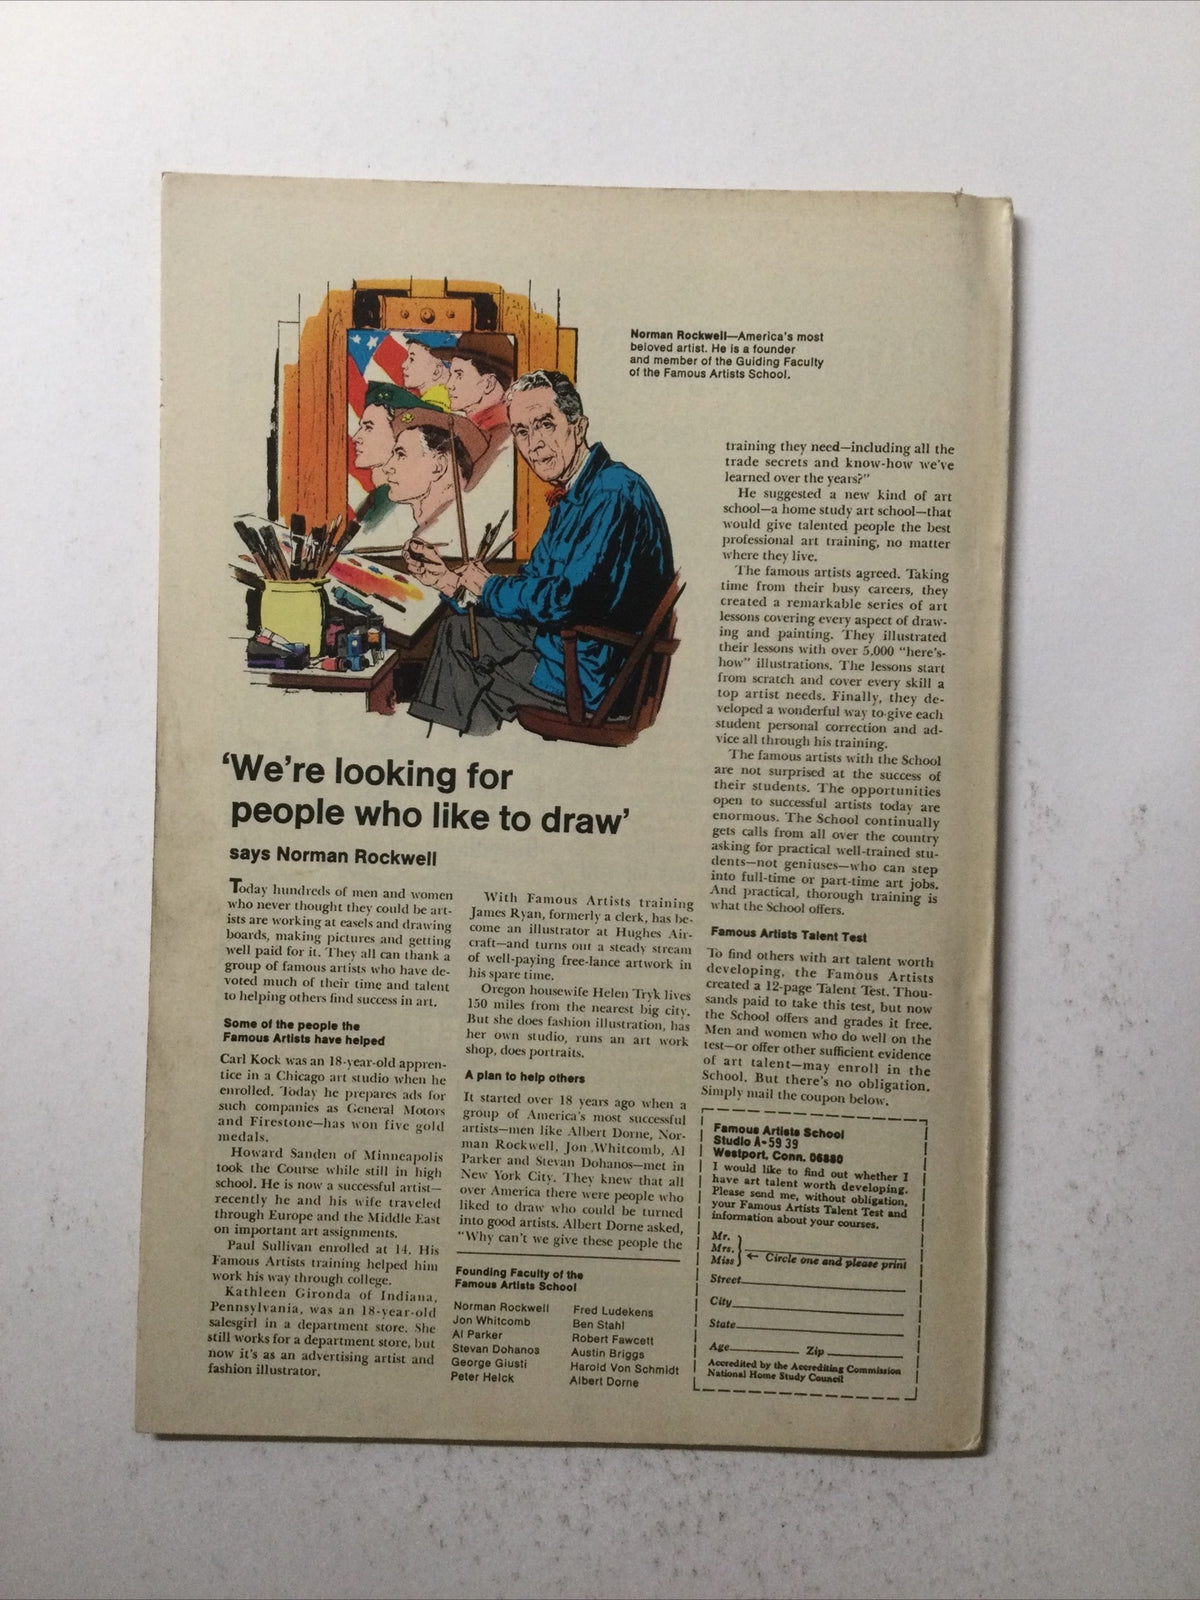 Norman Rockwell—America's most
beloved artist. He is a founder
and member of the Guiding Faculty
of the Famous Artists School.
'We're looking for
people who like to draw'
says Norman Rockwell
Today hundreds of men and women
who never thought they could be art-
ists are working at easels and drawing
boards, making pictures and getting
well paid for it. They all can thank a
group of famous artists who have de-
voted much of their time and talent
to helping others find success in art.
Some of the people the
Famous Artists have helped
Carl Kock was an 18-year-old appren-
tice in a Chicago art studio when he
enrolled. Today he prepares ads for
such companies as General Motors
and Firestone—has won five gold
medals.
Howard Sanden of Minneapolis
took the Course while still in high
school. He is now a successful artist—
recently he and his wife traveled
through Europe and the Middle East
on important art assignments.
Paul Sullivan enrolled at 14. His
Famous Artists training helped him
work his way through college.
Kathleen Gironda of Indiana,
Pennsylvania, was an 18-year-old
salesgirl in a department store. She
still works for a department store, but
now it's as an advertising artist and
fashion illustrator.
With Famous Artists training
James Ryan, formerly a clerk, has be-
come an illustrator at Hughes Air-
craft—and turns out a steady stream
of well-paying free-lance artwork in
his spare time.
Oregon housewife Helen Tryk lives
150 miles from the nearest big city.
But she does fashion illustration, has
her own studio, runs an art work
shop, does portraits.
A plan to help others
It started over 18 years ago when a
group of America's most successful
artists—men like Albert Dorne, Nor-
man Rockwell, Jon Whitcomb, Al
Parker and Stevan Dohanos—met in
New York City. They knew that all
over America there were people who
liked to draw who could be turned
into good artists. Albert Dorne asked,
"Why can't we give these people the
Founding Faculty of the
Famous Artists School
Norman Rockwell
Jon Whitcomb
Al Parker
Stevan Dohanos
George Giusti
Peter Helck
Fred Ludekens
Ben Stahl
Robert Fawcett
Austin Briggs
Harold Von Schmidt
Albert Dorne
training they need—including all the
trade secrets and know-how we've
learned over the years?"
He suggested a new kind of art
school—a home study art school—that
would give talented people the best
professional art training, no matter
where they live.
The famous artists agreed. Taking
time from their busy careers, they
created a remarkable series of art
lessons covering every aspect of draw-
ing and painting. They illustrated
their lessons with over 5,000 "here's-
how" illustrations. The lessons start
from scratch and cover every skill a
top artist needs. Finally, they de-
veloped a wonderful way to give each
student personal correction and ad-
vice all through his training.
The famous artists with the School
are not surprised at the success of
their students. The opportunities
open to successful artists today are
enormous. The School continually
gets calls from all over the country
asking for practical well-trained stu-
dents—not geniuses—who can step
into full-time or part-time art jobs.
And practical, thorough training is
what the School offers.
Famous Artists Talent Test
To find others with art talent worth
developing, the Famous Artists
created a 12-page Talent Test. Thou-
sands paid to take this test, but now
the School offers and grades it free.
Men and women who do well on the
test—or offer other sufficient evidence
of art talent—may enroll in the
School. But there's no obligation.
Simply mail the coupon below.
Famous Artists School
Studio A-59 39
Westport, Conn. 06880
I would like to find out whether I
have art talent worth developing.
Please send me, without obligation,
your Famous Artists Talent Test and
information about your courses.
Mr.
Mrs.
Miss ← Circle one and please print
Street
City
State
Age Zip
Accredited by the Accrediting Commission
National Home Study Council